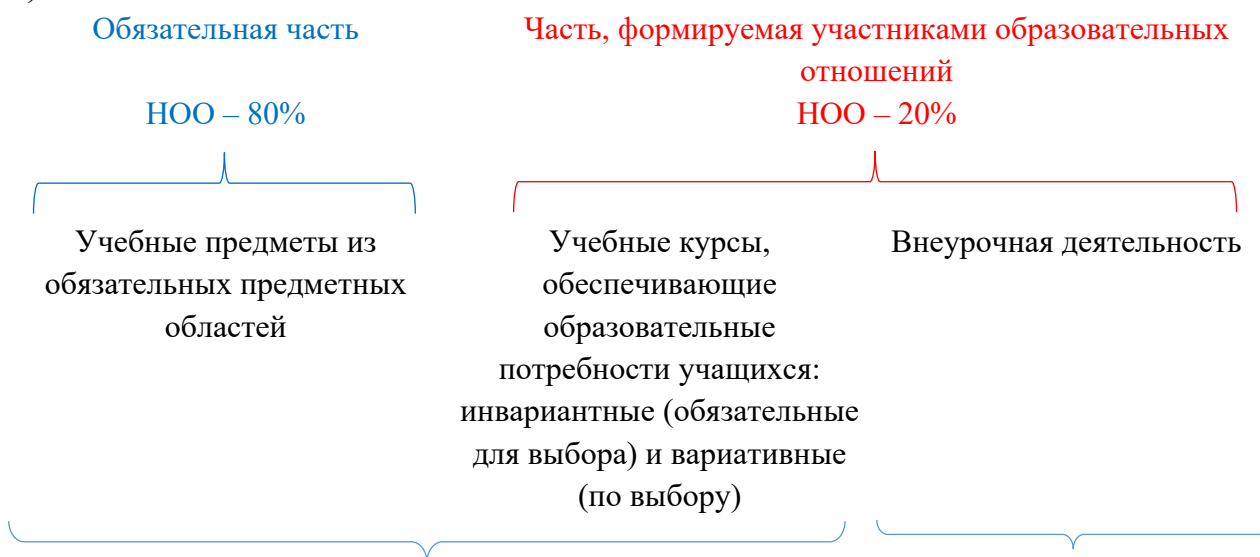 Обязательная часть
НОО – 80%
Часть, формируемая участниками образовательных
отношений
НОО – 20%
Учебные предметы из
обязательных предметных
областей
Учебные курсы,
обеспечивающие
образовательные
потребности учащихся:
инвариантные (обязательные
для выбора) и вариативные
(по выбору)
Внеурочная деятельность